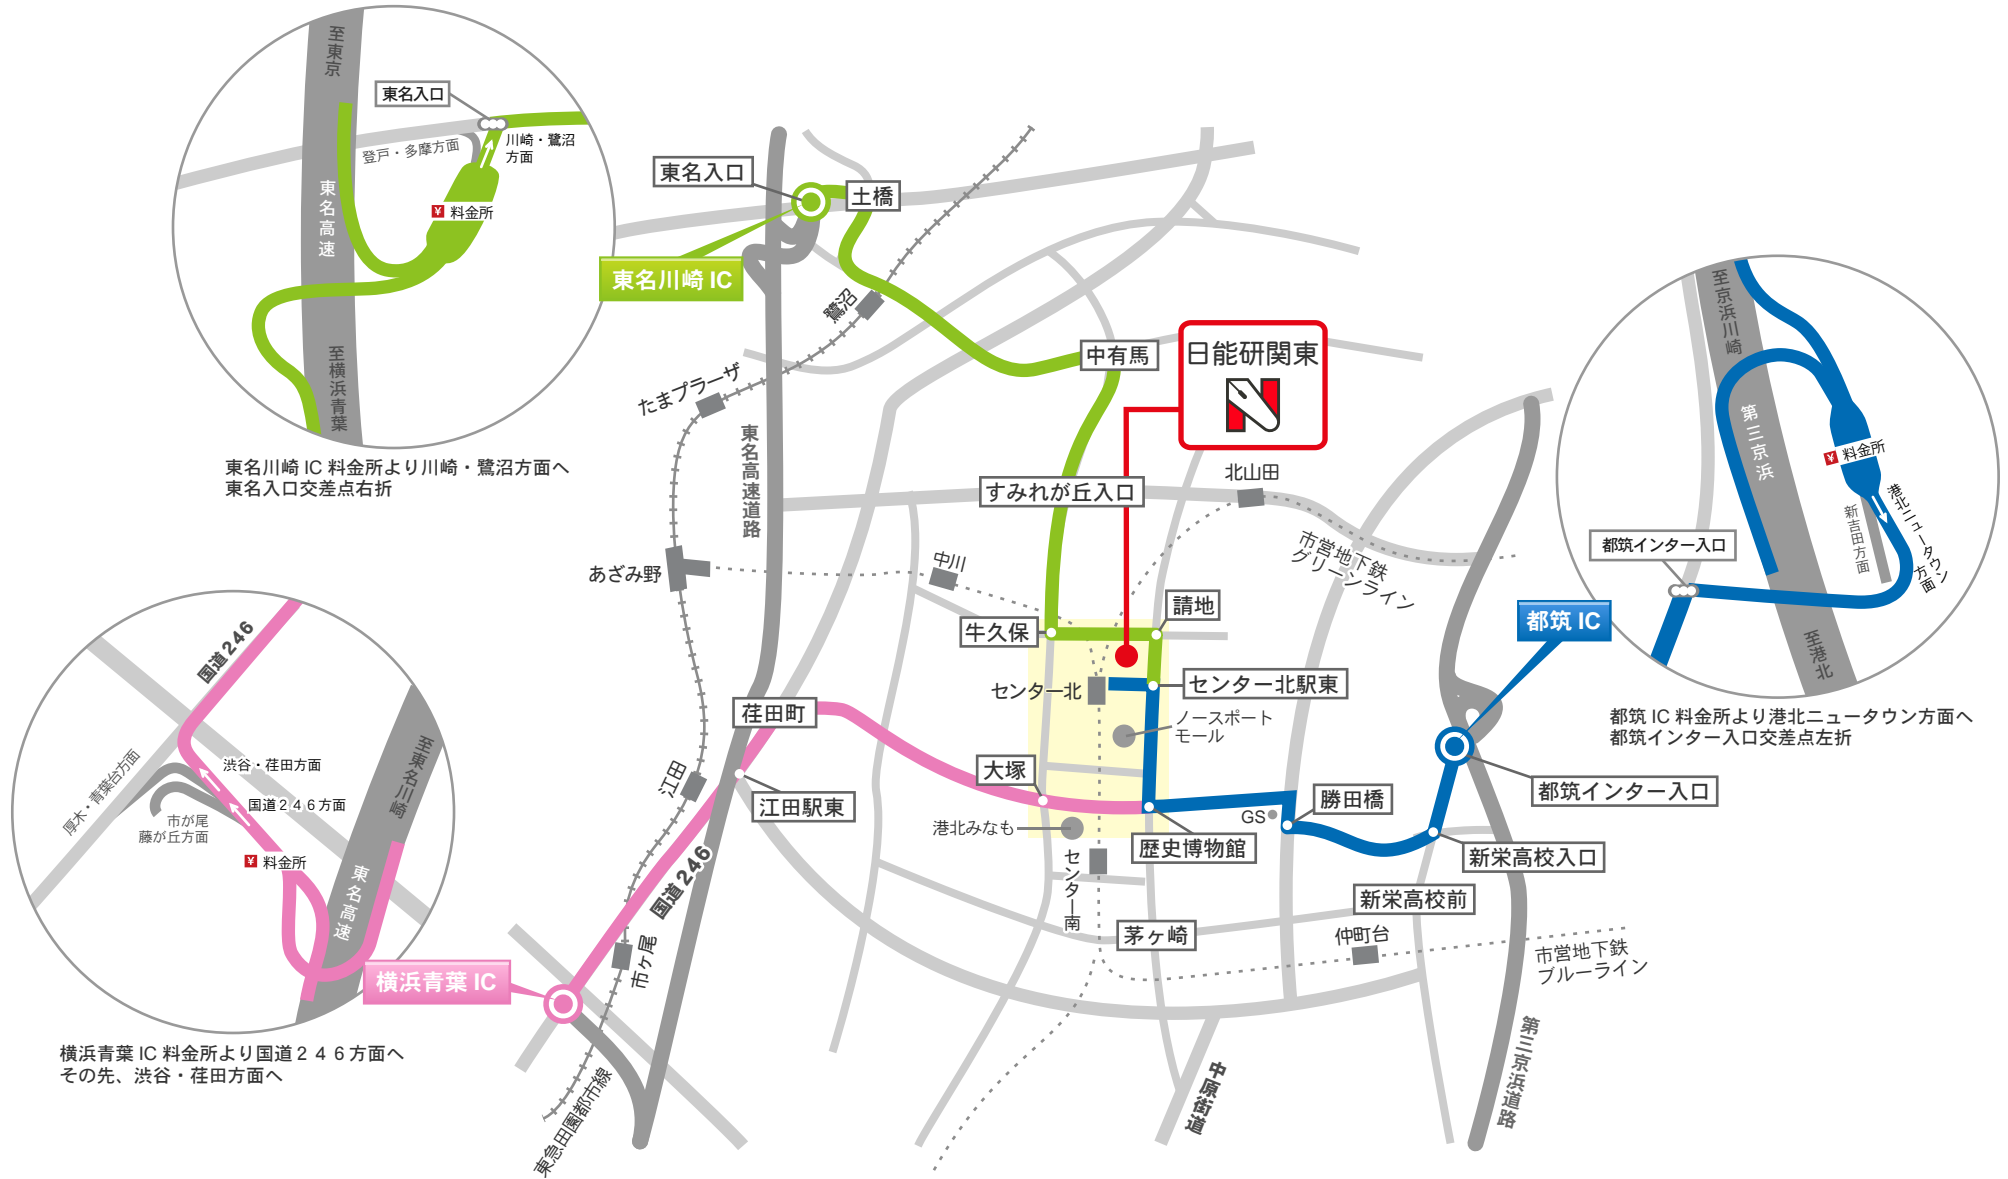 至東京
東名入口
登戸・多摩方面
川崎・鷺沼
方面
東名高速
¥ 料金所
至横浜青葉
東名川崎 IC 料金所より川崎・鷺沼方面へ
東名入口交差点右折
東名入口
土橋
東名川崎 IC
鷺沼
たまプラーザ
東名高速道路
中有馬
日能研関東
N
すみれが丘入口
北山田
市営地下鉄
グリーンライン
あざみ野
中川
牛久保
請地
センター北
センター北駅東
ノースポート
モール
都筑 IC
至京浜川崎
第三京浜
¥ 料金所
新吉田方面
港北ニュータウン
方面
都筑インター入口
至港北
都筑 IC 料金所より港北ニュータウン方面へ
都筑インター入口交差点左折
荏田町
江田
江田駅東
大塚
港北みなも
センター南
歴史博物館
GS
勝田橋
都筑インター入口
新栄高校入口
新栄高校前
茅ヶ崎
仲町台
市営地下鉄
ブルーライン
第三京浜道路
中原街道
国道246
市ヶ尾
東急田園都市線
国道246
至東名川崎
渋谷・荏田方面
国道246方面
厚木・青葉台方面
市が尾
藤が丘方面
¥ 料金所
東名高速
横浜青葉 IC
横浜青葉 IC 料金所より国道246方面へ
その先、渋谷・荏田方面へ